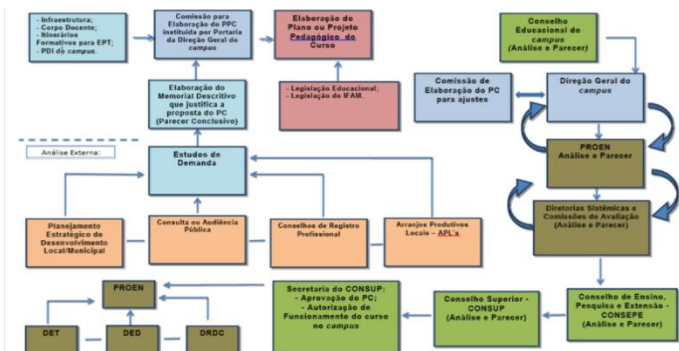 - Infraestrutura;
- Corpo Docente;
- Itinerários
Formativos para EPT;
- PDI do campus.
Comissão para
Elaboração do PPC
instituída por Portaria
da Direção Geral do
campus
Elaboração do
Plano ou Projeto
Pedagógico do
Curso
Conselho
Educacional do
campus
(Análise e Parecer)
Elaboração do
Memorial Descritivo
que justifica a
proposta do PC
(Parecer Conclusivo)
- Legislação Educacional;
- Legislação do IFAM.
Comissão de
Elaboração do PC
para ajustes
Direção Geral do
campus
Análise Externa:
Estudos de
Demanda
PROEN
Análise e Parecer
Diretorias Sistêmicas e
Comissões de Avaliação
(Análise e Parecer)
Planejamento
Estratégico de
Desenvolvimento
Local/Municipal
Consulta ou Audiência
Pública
Conselhos de Registro
Profissional
Arranjos Produtivos
Locais – APL's
PROEN
DET
DED
DRDC
Secretaria do CONSUP:
- Aprovação do PC;
- Autorização de
Funcionamento do curso
no campus
Conselho Superior -
CONSUP
(Análise e Parecer)
Conselho de Ensino,
Pesquisa e Extensão -
CONSEPE
(Análise e Parecer)